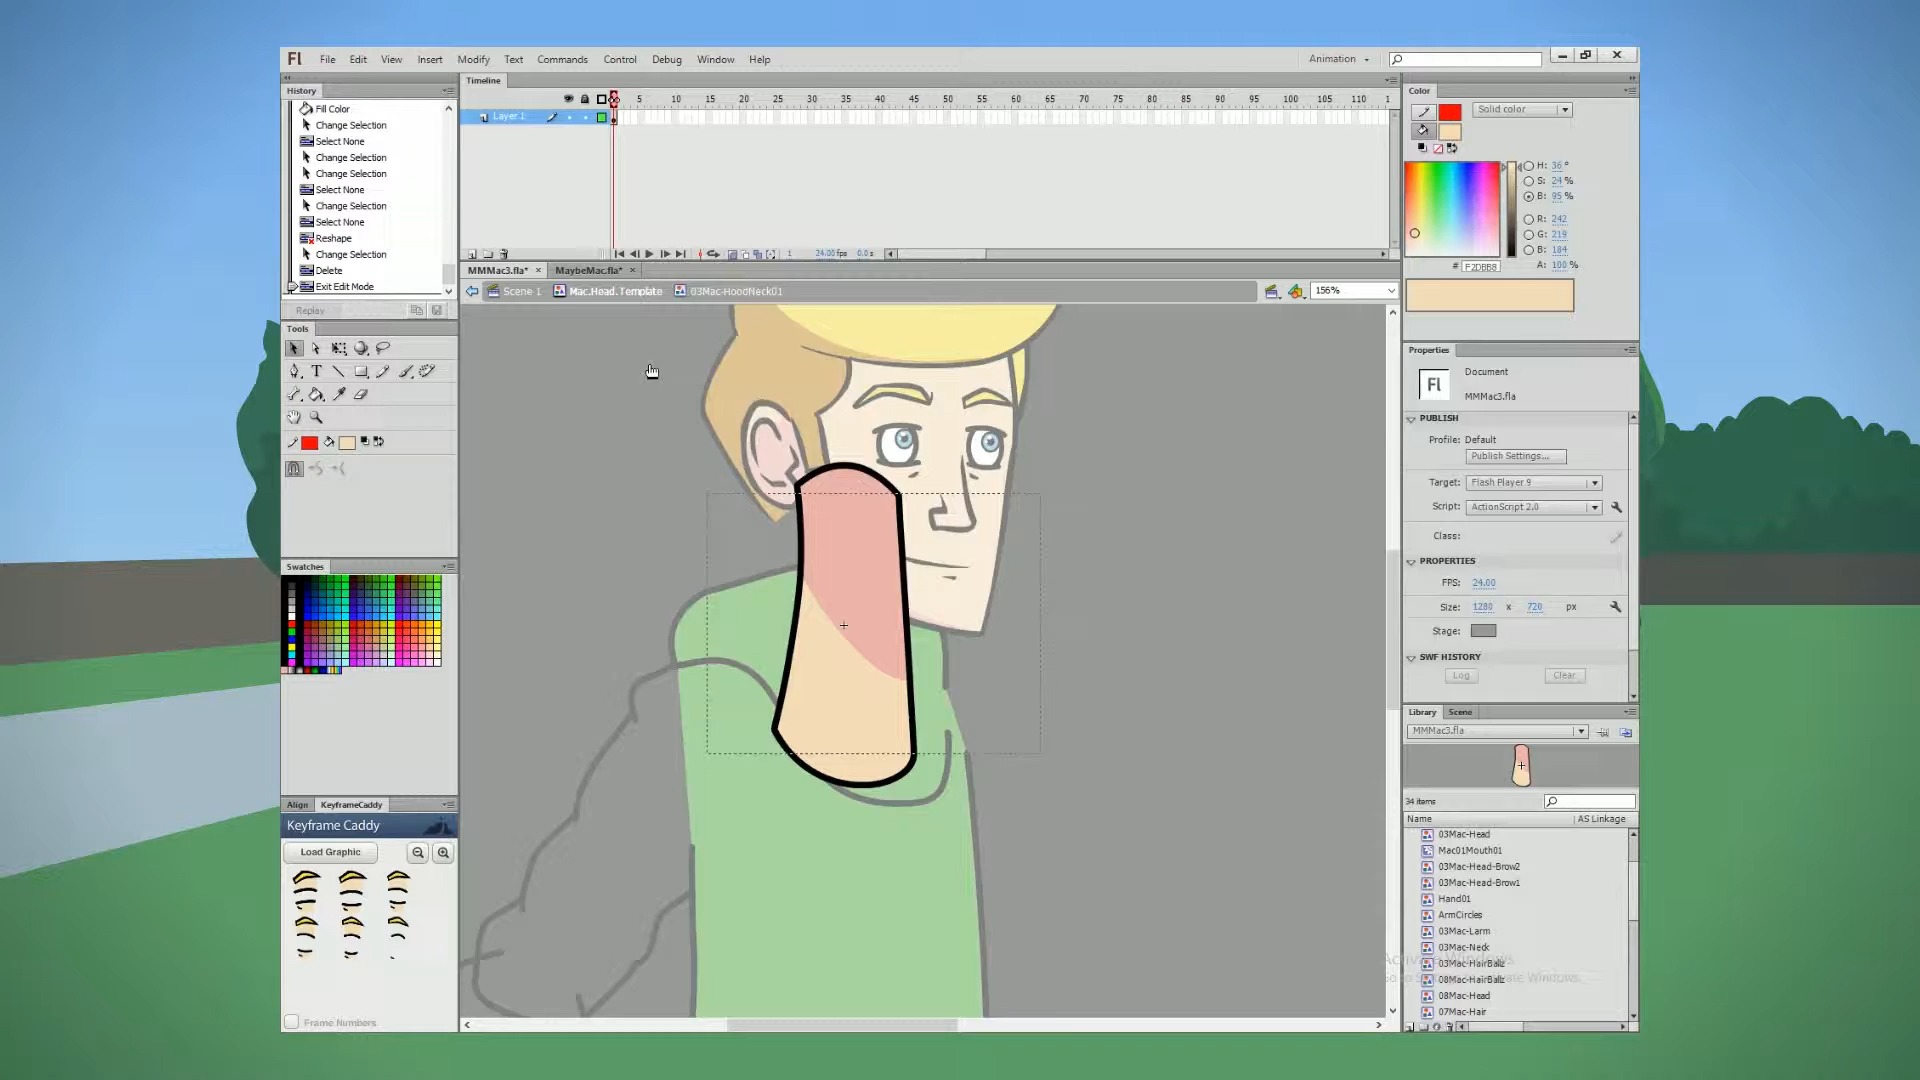 Fl File Edit View Insert Modify Text Commands Control Debug Window Help Animation
History
Fill Color
Change Selection
Select None
Change Selection
Change Selection
Select None
Change Selection
Select None
Reshape
Change Selection
Delete
Exit Edit Mode
Replay
Tools
Swatches
Align KeyframeCaddy
Keyframe Caddy
Load Graphic
Frame Numbers
Timeline
5 10 15 20 25 30 35 40 45 50 55 60 65 70 75 80 85 90 95 100 105 110 1
Layer 1
1 24.00 fps 0.0 s
MMMac3.fla* × MaybeMac.fla* ×
Scene 1 Mac.Head.Template 03Mac-HoodNeck01 156%
Color
Solid color
H: 36 °
S: 24 %
B: 95 %
R: 242
G: 219
B: 184
# F2DBB8 A: 100 %
Properties
Fl Document
MMMac3.fla
PUBLISH
Profile: Default
Publish Settings...
Target: Flash Player 9
Script: ActionScript 2.0
Class:
PROPERTIES
FPS: 24.00
Size: 1280 x 720 px
Stage:
SWF HISTORY
Log Clear
Library Scene
MMMac3.fla
34 items
Name AS Linkage
03Mac-Head
Mac01Mouth01
03Mac-Head-Brow2
03Mac-Head-Brow1
Hand01
ArmCircles
03Mac-Larm
03Mac-Neck
03Mac-HairBallz
08Mac-HairBallz
08Mac-Head
07Mac-Hair
Activate Windows